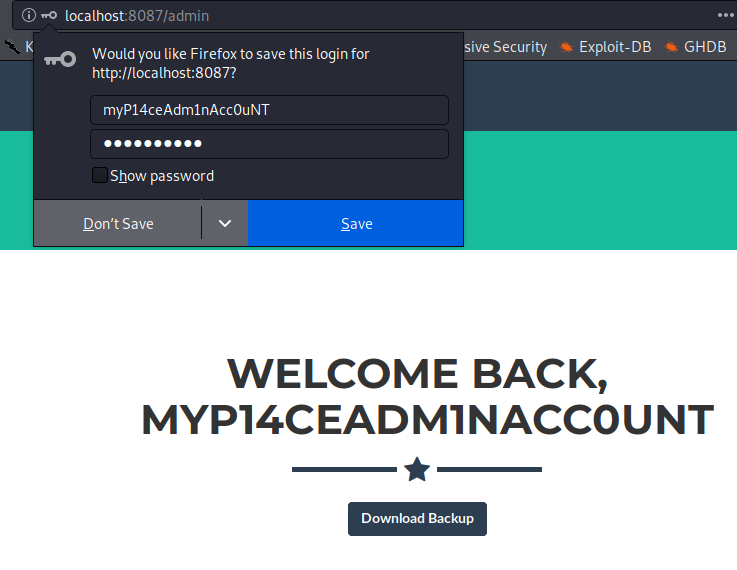 localhost:8087/admin
K
sive Security Exploit-DB GHDB
Would you like Firefox to save this login for
http://localhost:8087?
myP14ceAdm1nAcc0uNT
●●●●●●●●●●
Show password
Don't Save
Save
WELCOME BACK,
MYP14CEADM1NACC0UNT
Download Backup